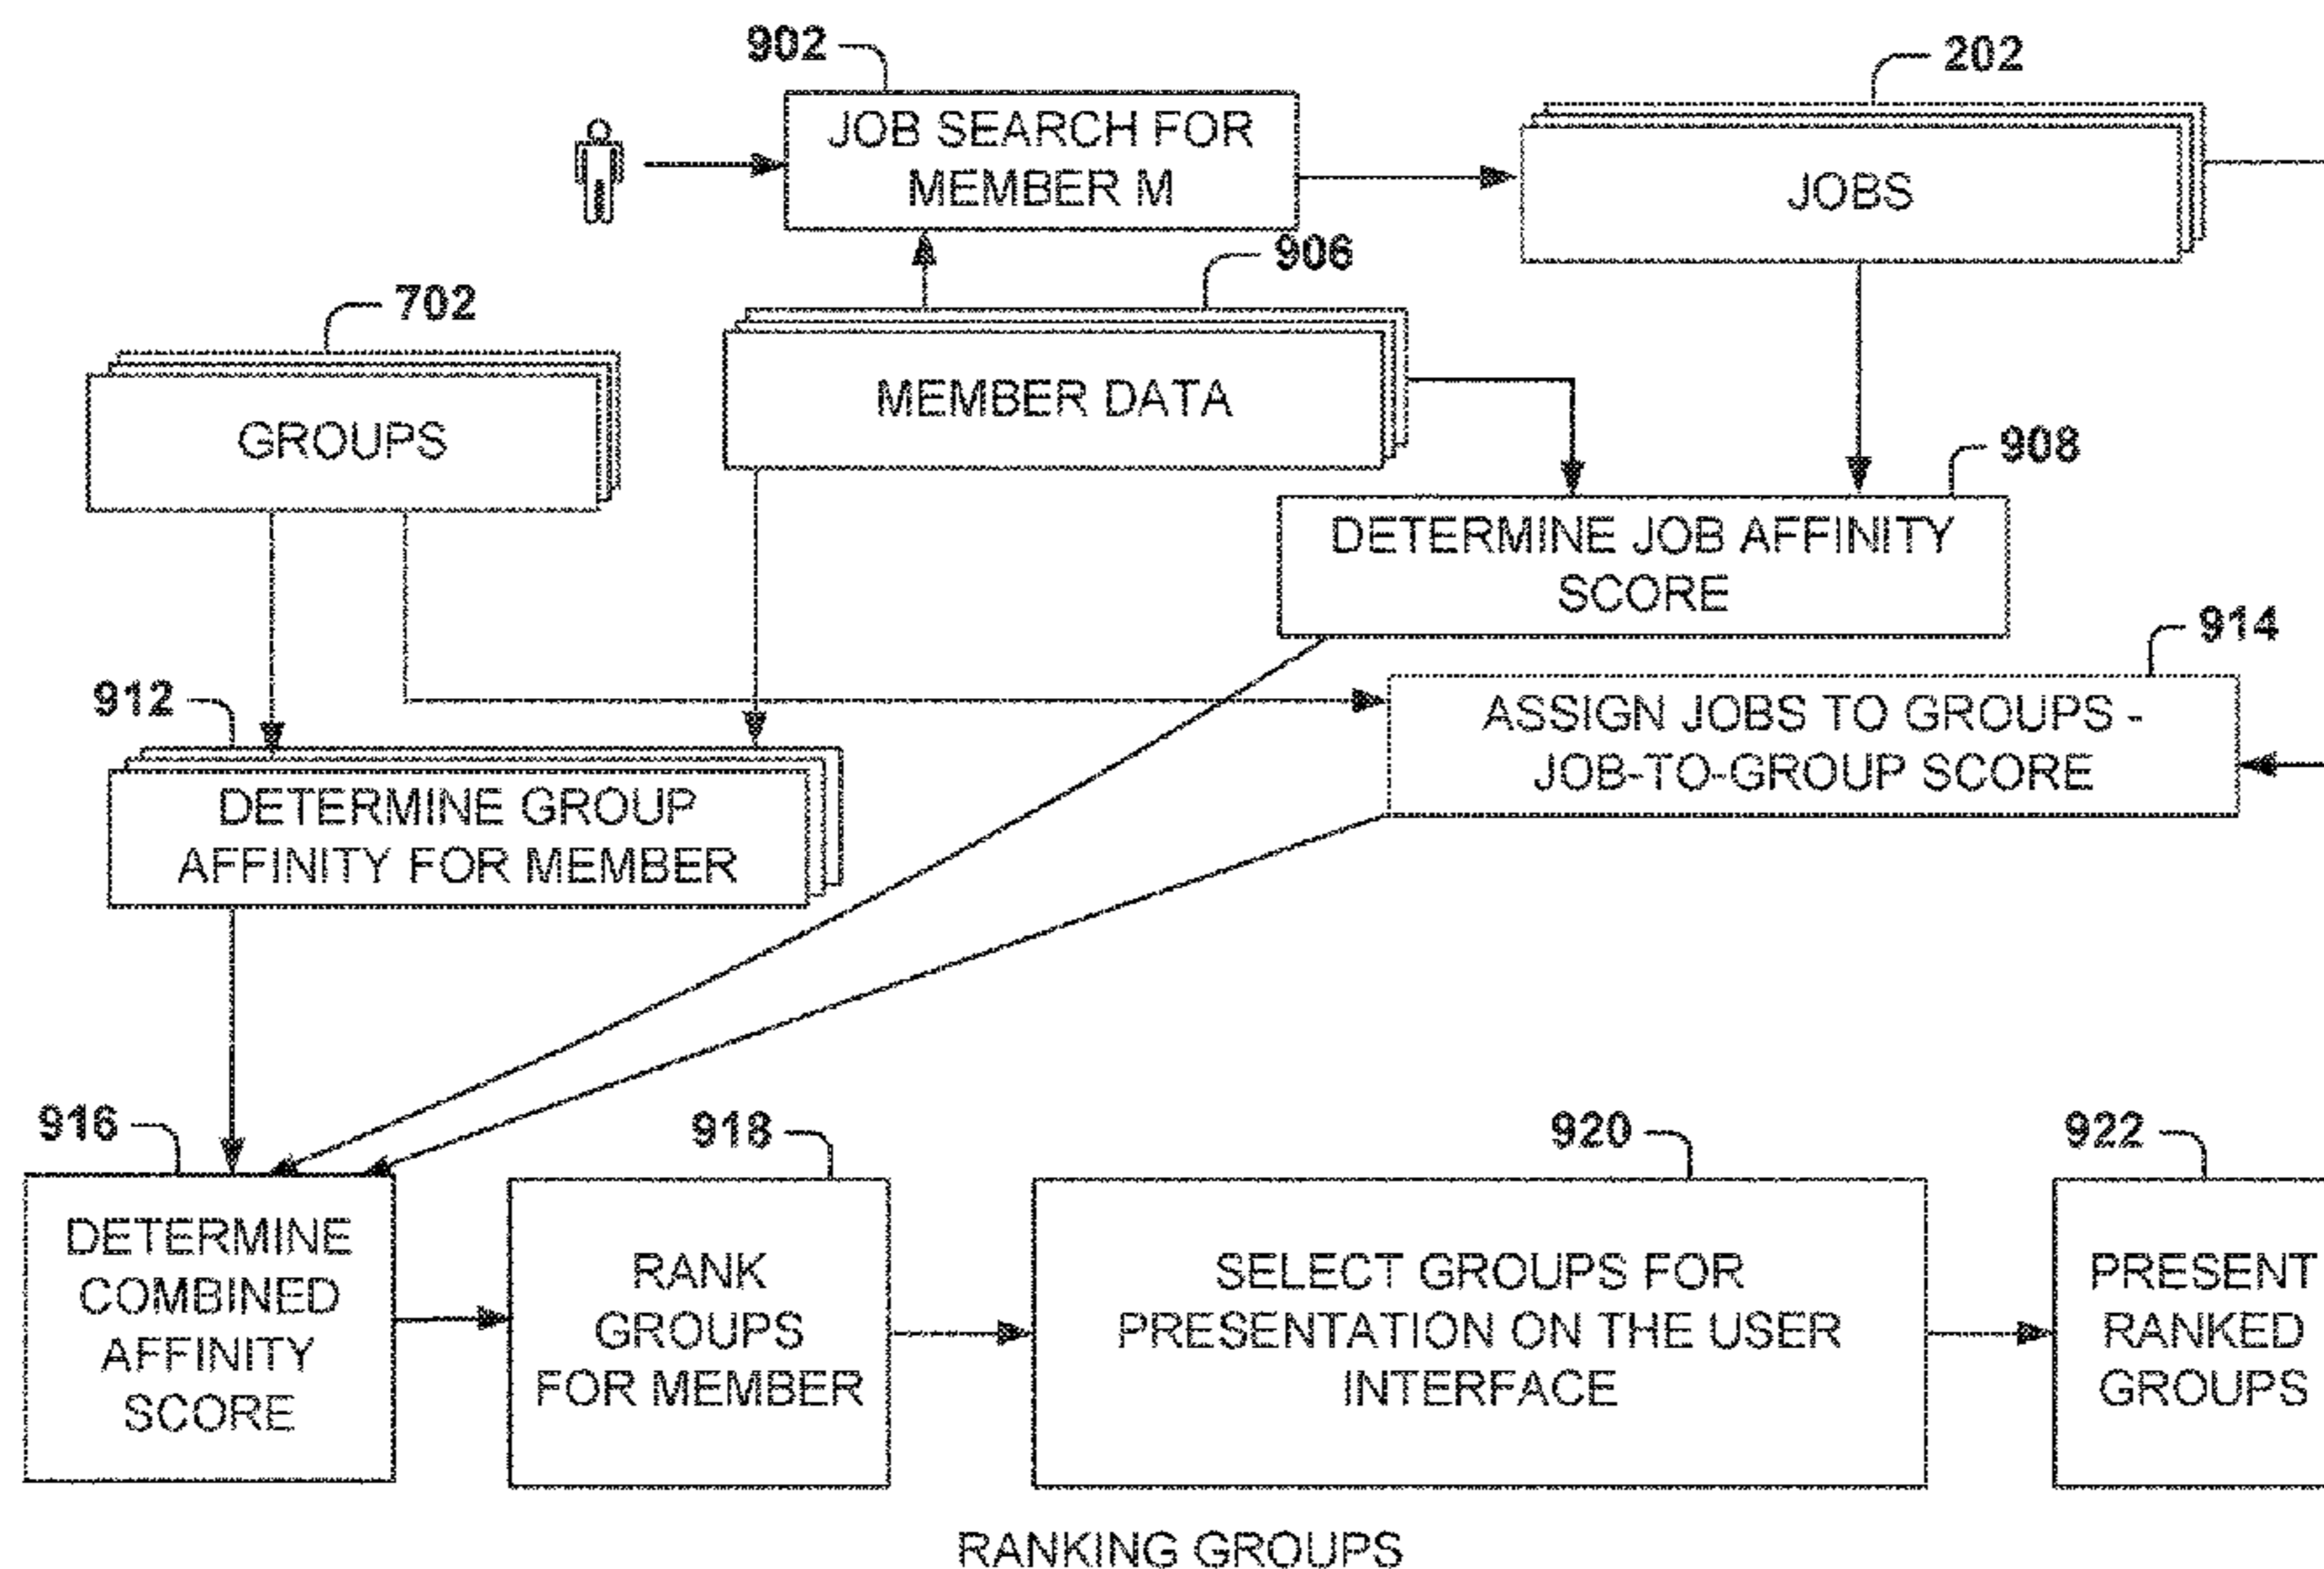 902
202
JOB SEARCH FOR
MEMBER M
JOBS
906
702
MEMBER DATA
GROUPS
908
DETERMINE JOB AFFINITY
SCORE
914
912
ASSIGN JOBS TO GROUPS -
JOB-TO-GROUP SCORE
DETERMINE GROUP
AFFINITY FOR MEMBER
916
918
920
922
DETERMINE
COMBINED
AFFINITY
SCORE
RANK
GROUPS
FOR MEMBER
SELECT GROUPS FOR
PRESENTATION ON THE USER
INTERFACE
PRESENT
RANKED
GROUPS
RANKING GROUPS